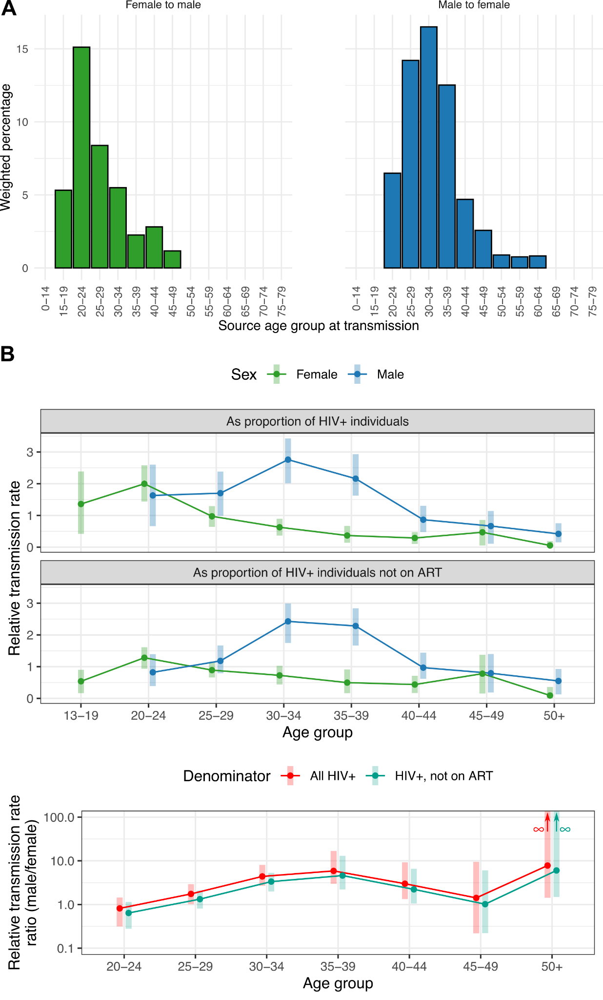 A
Female to male
Male to female
Weighted percentage
15
10
5
0
0–14
15–19
20–24
25–29
30–34
35–39
40–44
45–49
50–54
55–59
60–64
65–69
70–74
75–79
0–14
15–19
20–24
25–29
30–34
35–39
40–44
45–49
50–54
55–59
60–64
65–69
70–74
75–79
Source age group at transmission
B
Sex Female Male
Relative transmission rate
As proportion of HIV+ individuals
3
2
1
0
As proportion of HIV+ individuals not on ART
3
2
1
0
13–19 20–24 25–29 30–34 35–39 40–44 45–49 50+
Age group
Denominator All HIV+ HIV+, not on ART
Relative transmission rate
ratio (male/female)
100.0
10.0
1.0
0.1
∞ ∞
20–24 25–29 30–34 35–39 40–44 45–49 50+
Age group